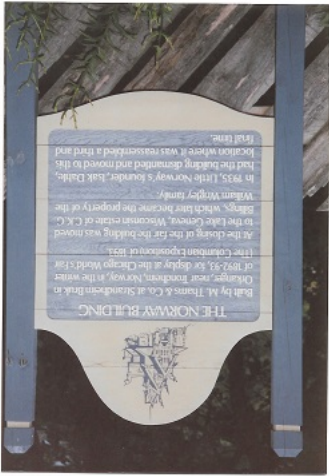 THE NORWAY BUILDING
Built by M. Thams & Co. at Strandheim Bruk
Orkanger, near Trondheim, Norway, in the winter
of 1892-93, for display at the Chicago World's Fair
(The Columbian Exposition) of 1893.
At the closing of the fair the building was moved
to the Lake Geneva, Wisconsin estate of C.K.G.
Billings, which later became the property of the
William Wrigley family.
In 1935, Little Norway's founder, Isak Dahle,
had the building dismantled and moved to this
location where it was reassembled a third and
final time.